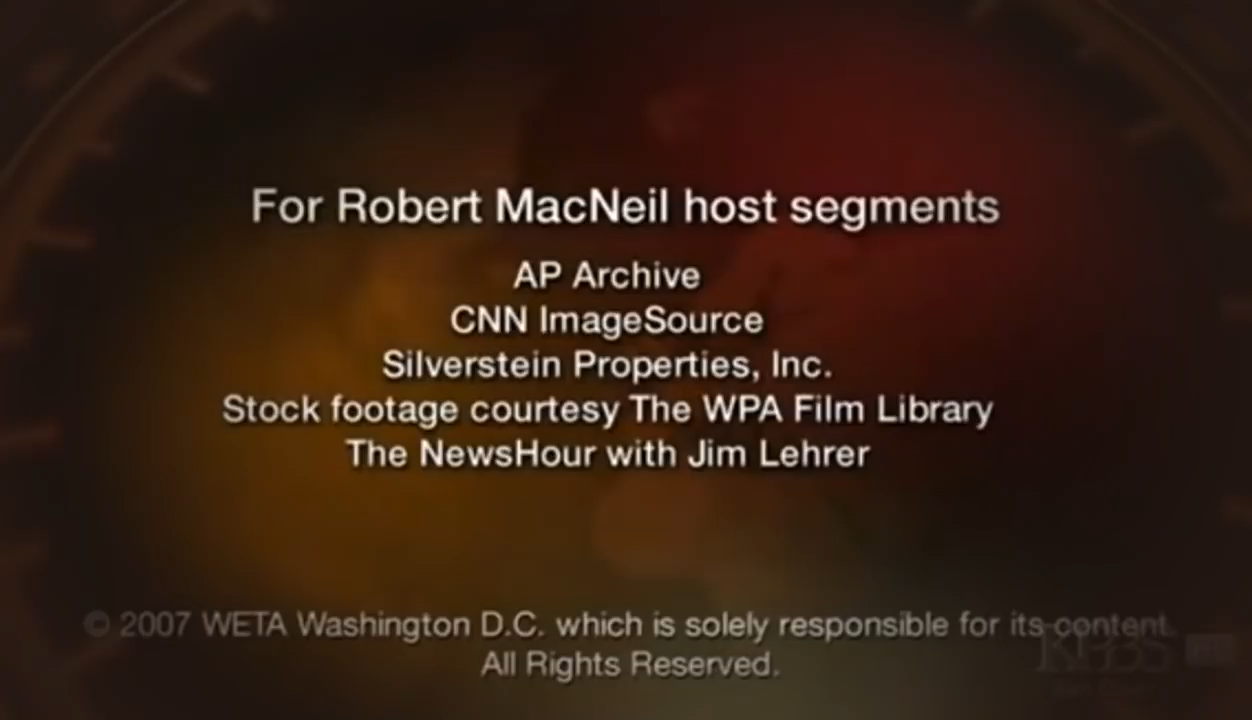 For Robert MacNeil host segments
AP Archive
CNN ImageSource
Silverstein Properties, Inc.
Stock footage courtesy The WPA Film Library
The NewsHour with Jim Lehrer
© 2007 WETA Washington D.C. which is solely responsible for its content.
All Rights Reserved.
KPBS